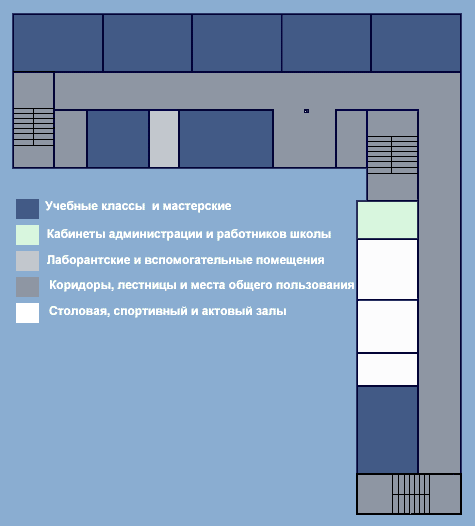 Учебные классы и мастерские
Кабинеты администрации и работников школы
Лаборантские и вспомогательные помещения
Коридоры, лестницы и места общего пользования
Столовая, спортивный и актовый залы